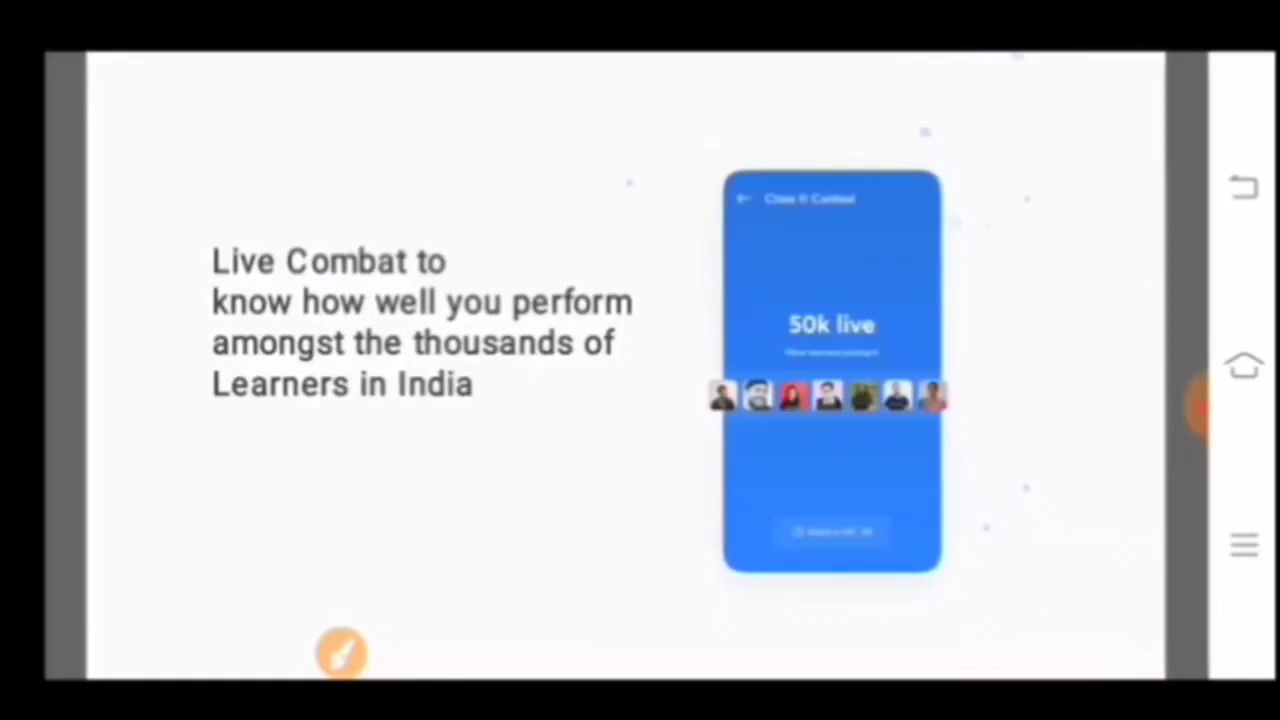 Live Combat to
know how well you perform
amongst the thousands of
Learners in India
50k live